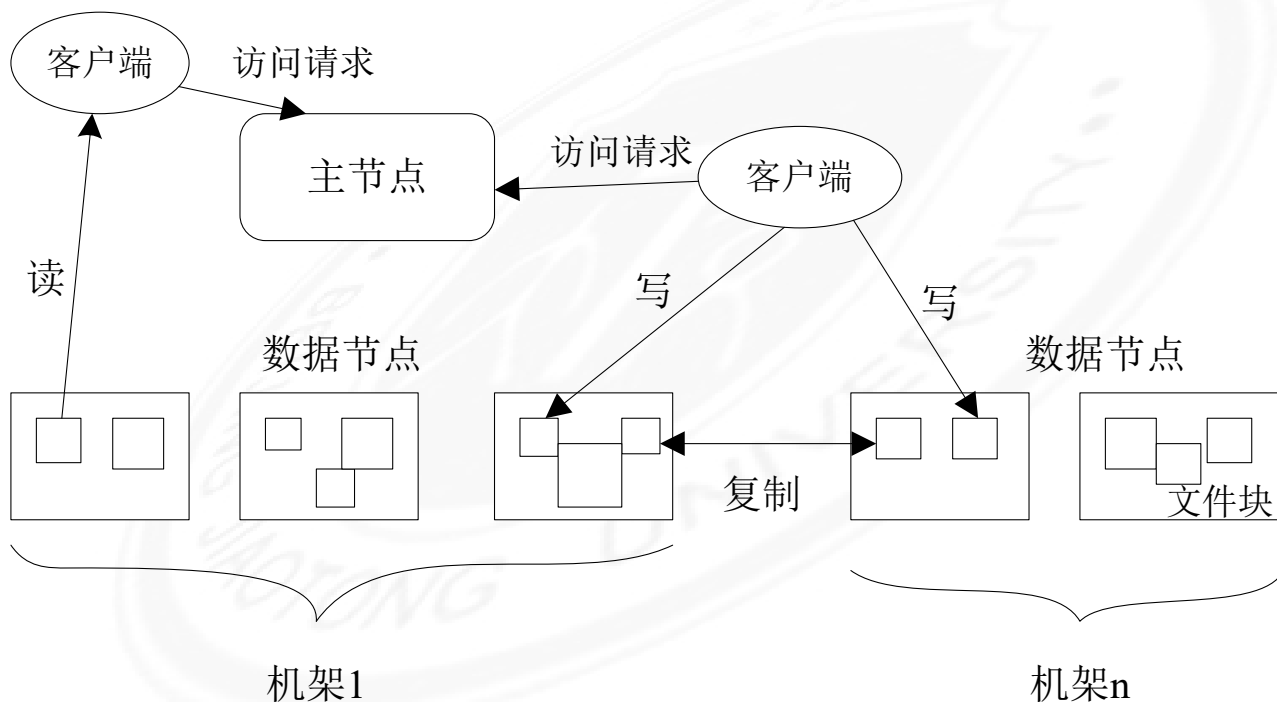 客户端
访问请求
主节点
访问请求
客户端
读
写
写
数据节点
数据节点
复制
文件块
机架1
机架n
JIAOTONG UNIVERSITY